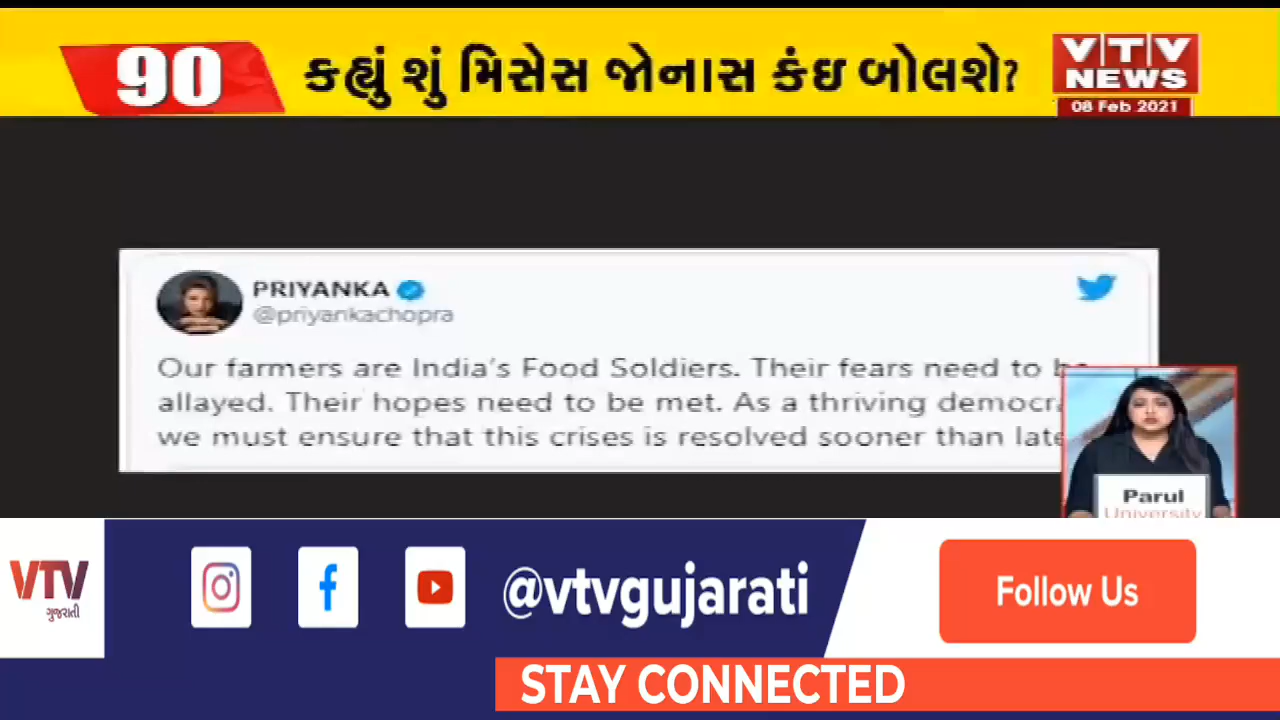 90
કહ્યું શું મિસેસ જોનાસ કંઇ બોલશે?
VTV
NEWS
08 Feb 2021
PRIYANKA
@priyankachopra
Our farmers are India's Food Soldiers. Their fears need to
allayed. Their hopes need to be met. As a thriving
we must ensure that this crises is resolved sooner than
Parul
University
VTV
ગુજરાતી
@vtvgujarati
Follow Us
STAY CONNECTED